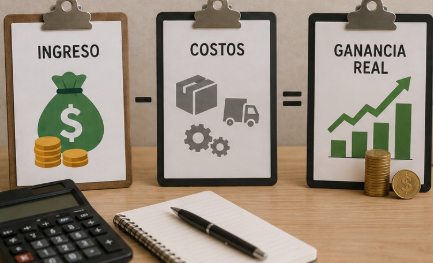 INGRESO
-
COSTOS
=
GANANCIA
REAL
$